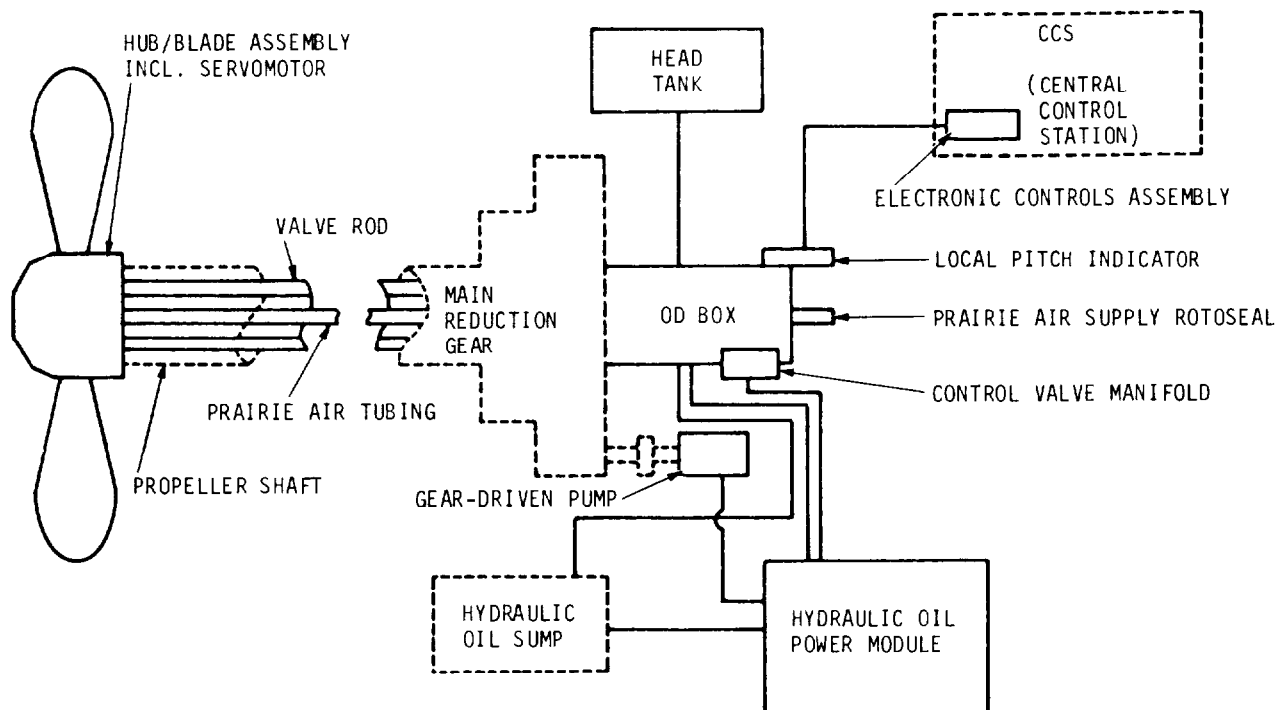 HUB/BLADE ASSEMBLY
INCL. SERVOMOTOR
HEAD
TANK
CCS
(CENTRAL
CONTROL
STATION)
ELECTRONIC CONTROLS ASSEMBLY
VALVE ROD
LOCAL PITCH INDICATOR
MAIN
REDUCTION
GEAR
OD BOX
PRAIRIE AIR SUPPLY ROTOSEAL
CONTROL VALVE MANIFOLD
PRAIRIE AIR TUBING
PROPELLER SHAFT
GEAR-DRIVEN PUMP
HYDRAULIC
OIL SUMP
HYDRAULIC OIL
POWER MODULE